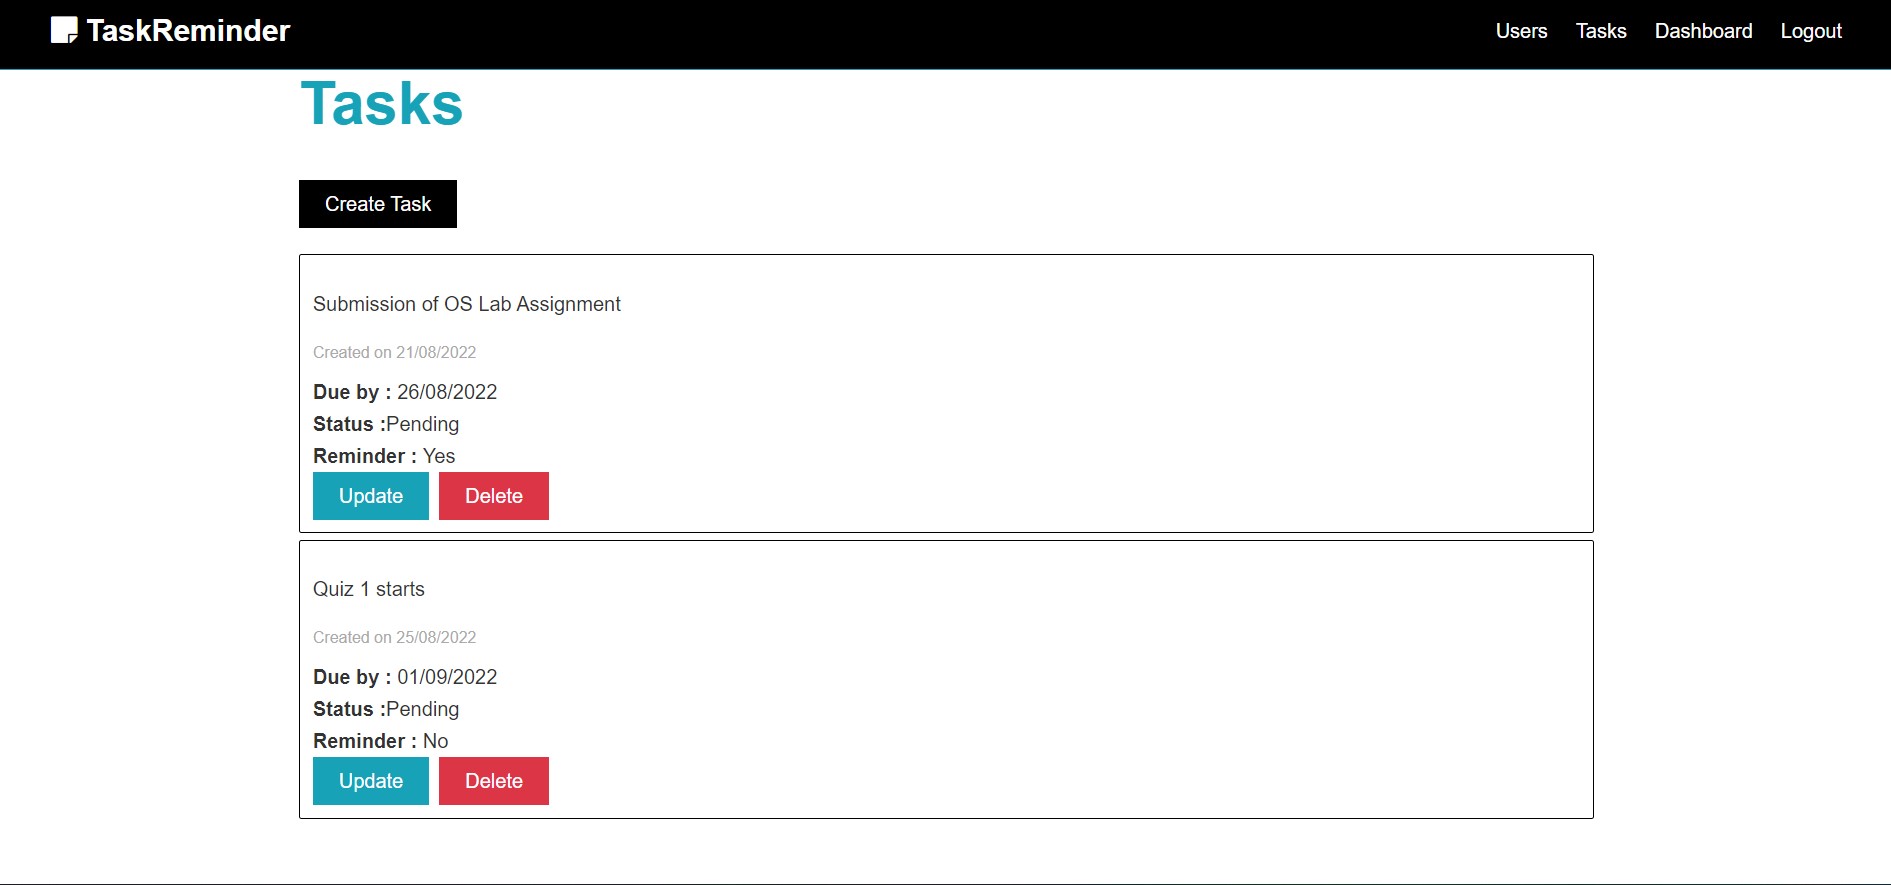 TaskReminder
Users Tasks Dashboard Logout
Tasks
Create Task
Submission of OS Lab Assignment
Created on 21/08/2022
Due by : 26/08/2022
Status :Pending
Reminder : Yes
Update Delete
Quiz 1 starts
Created on 25/08/2022
Due by : 01/09/2022
Status :Pending
Reminder : No
Update Delete